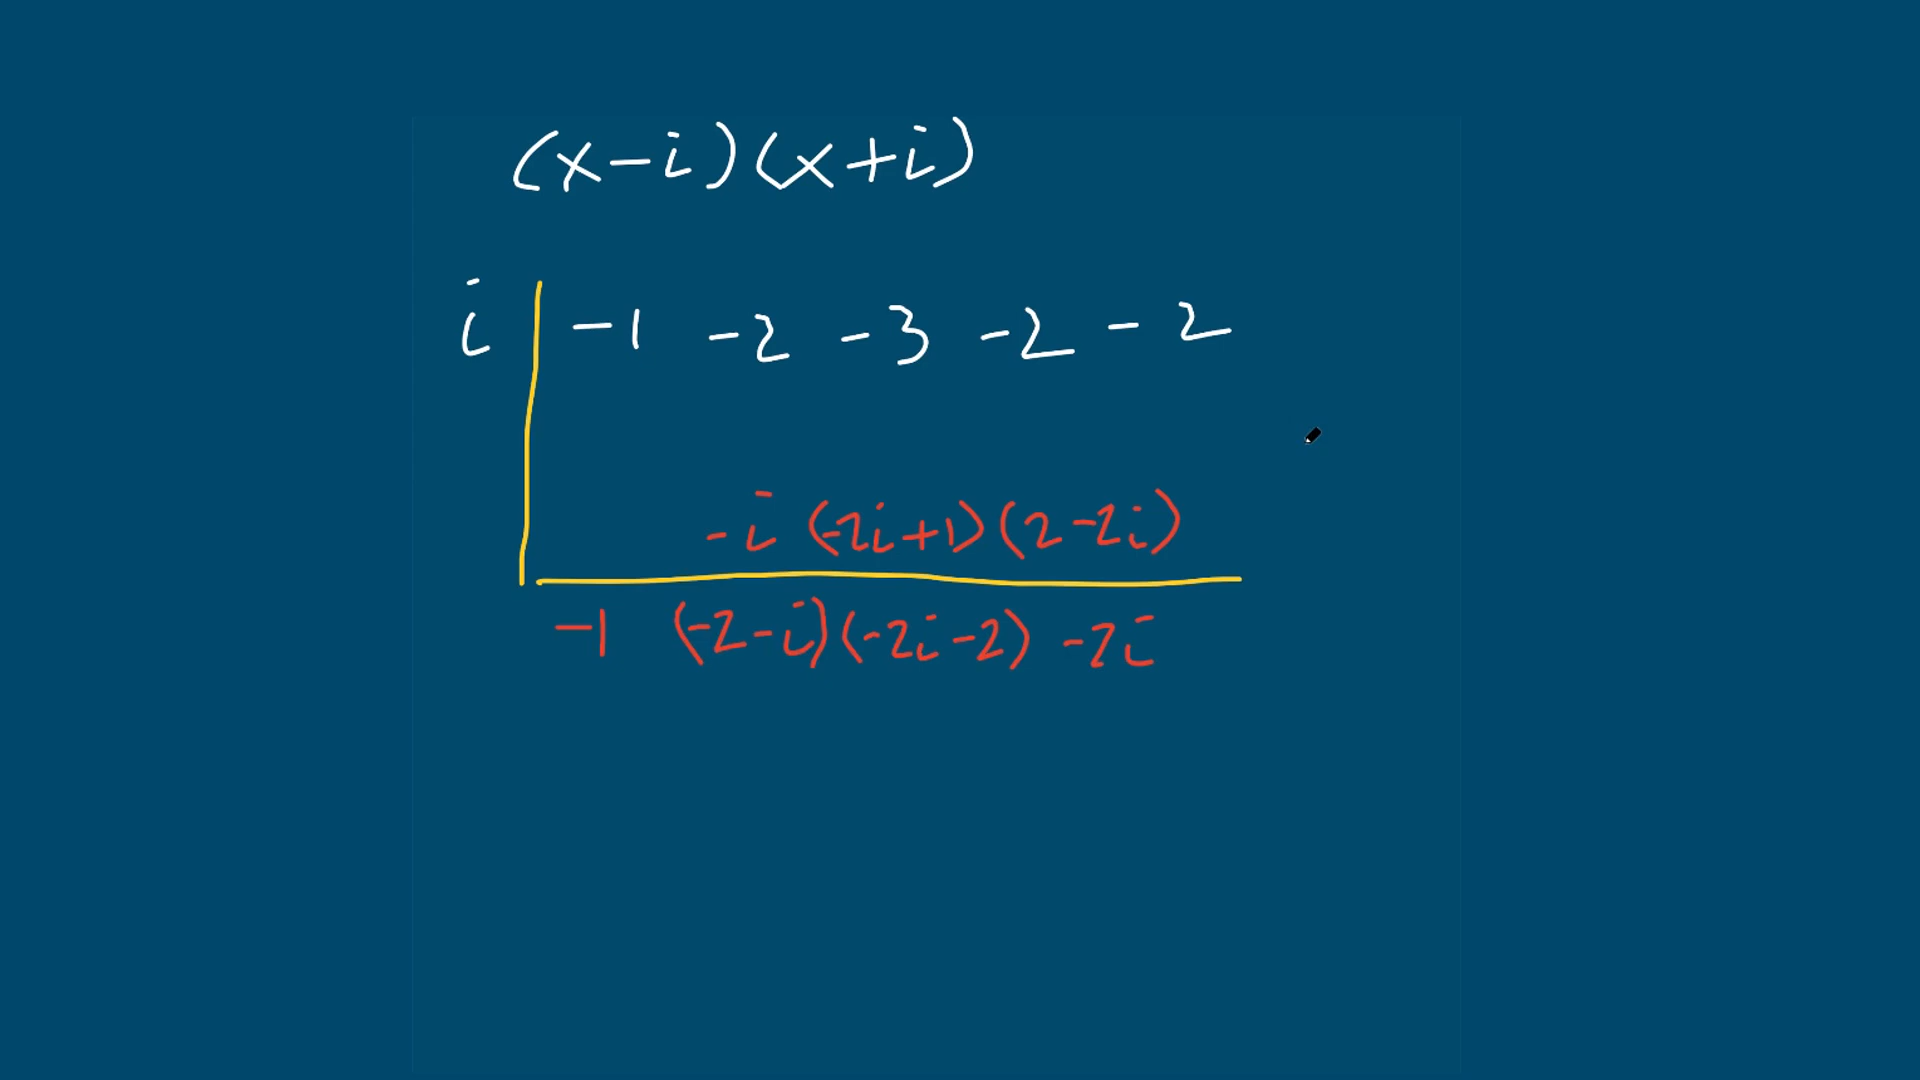 (x-i)(x+i)
i -1 -2 -3 -2 -2
-i (-2i+1)(2-2i)
-1 (-2-i)(-2i-2) -2i